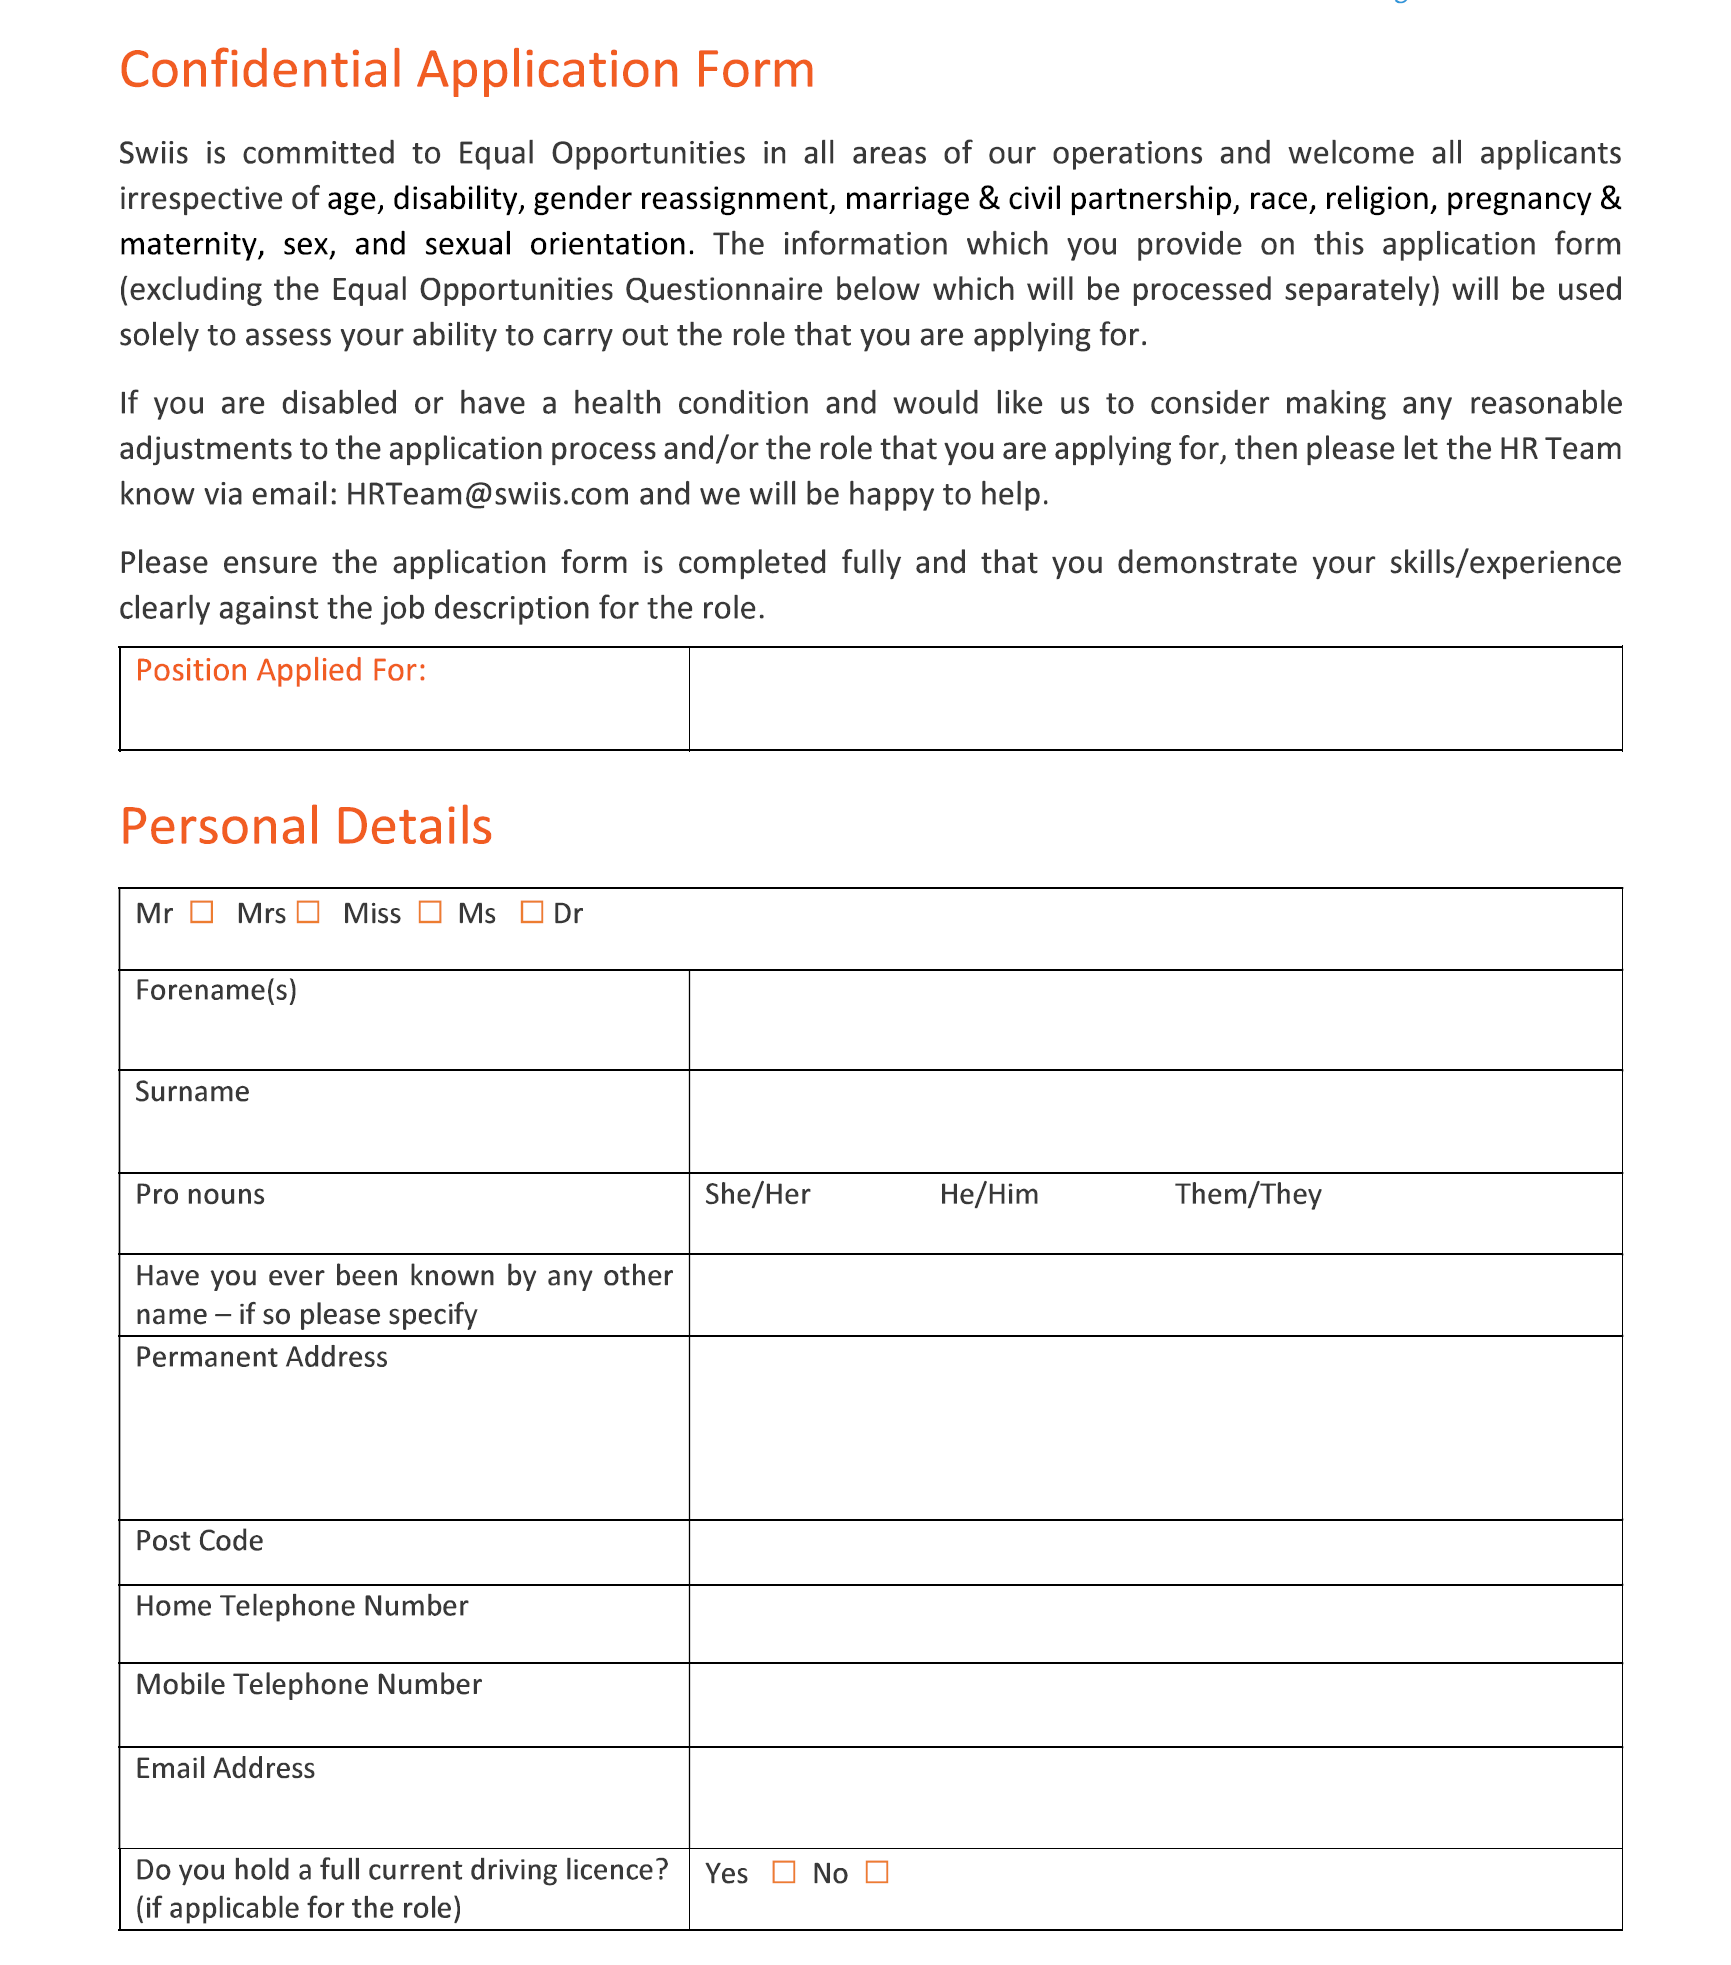 Confidential Application Form
Swiis is committed to Equal Opportunities in all areas of our operations and welcome all applicants
irrespective of age, disability, gender reassignment, marriage & civil partnership, race, religion, pregnancy &
maternity, sex, and sexual orientation. The information which you provide on this application form
(excluding the Equal Opportunities Questionnaire below which will be processed separately) will be used
solely to assess your ability to carry out the role that you are applying for.
If you are disabled or have a health condition and would like us to consider making any reasonable
adjustments to the application process and/or the role that you are applying for, then please let the HR Team
know via email: HRTeam@swiis.com and we will be happy to help.
Please ensure the application form is completed fully and that you demonstrate your skills/experience
clearly against the job description for the role.
Position Applied For:
Personal Details
Mr ☐ Mrs ☐ Miss ☐ Ms ☐ Dr
Forename(s)
Surname
Pro nouns She/Her He/Him Them/They
Have you ever been known by any other
name – if so please specify
Permanent Address
Post Code
Home Telephone Number
Mobile Telephone Number
Email Address
Do you hold a full current driving licence? Yes ☐ No ☐
(if applicable for the role)